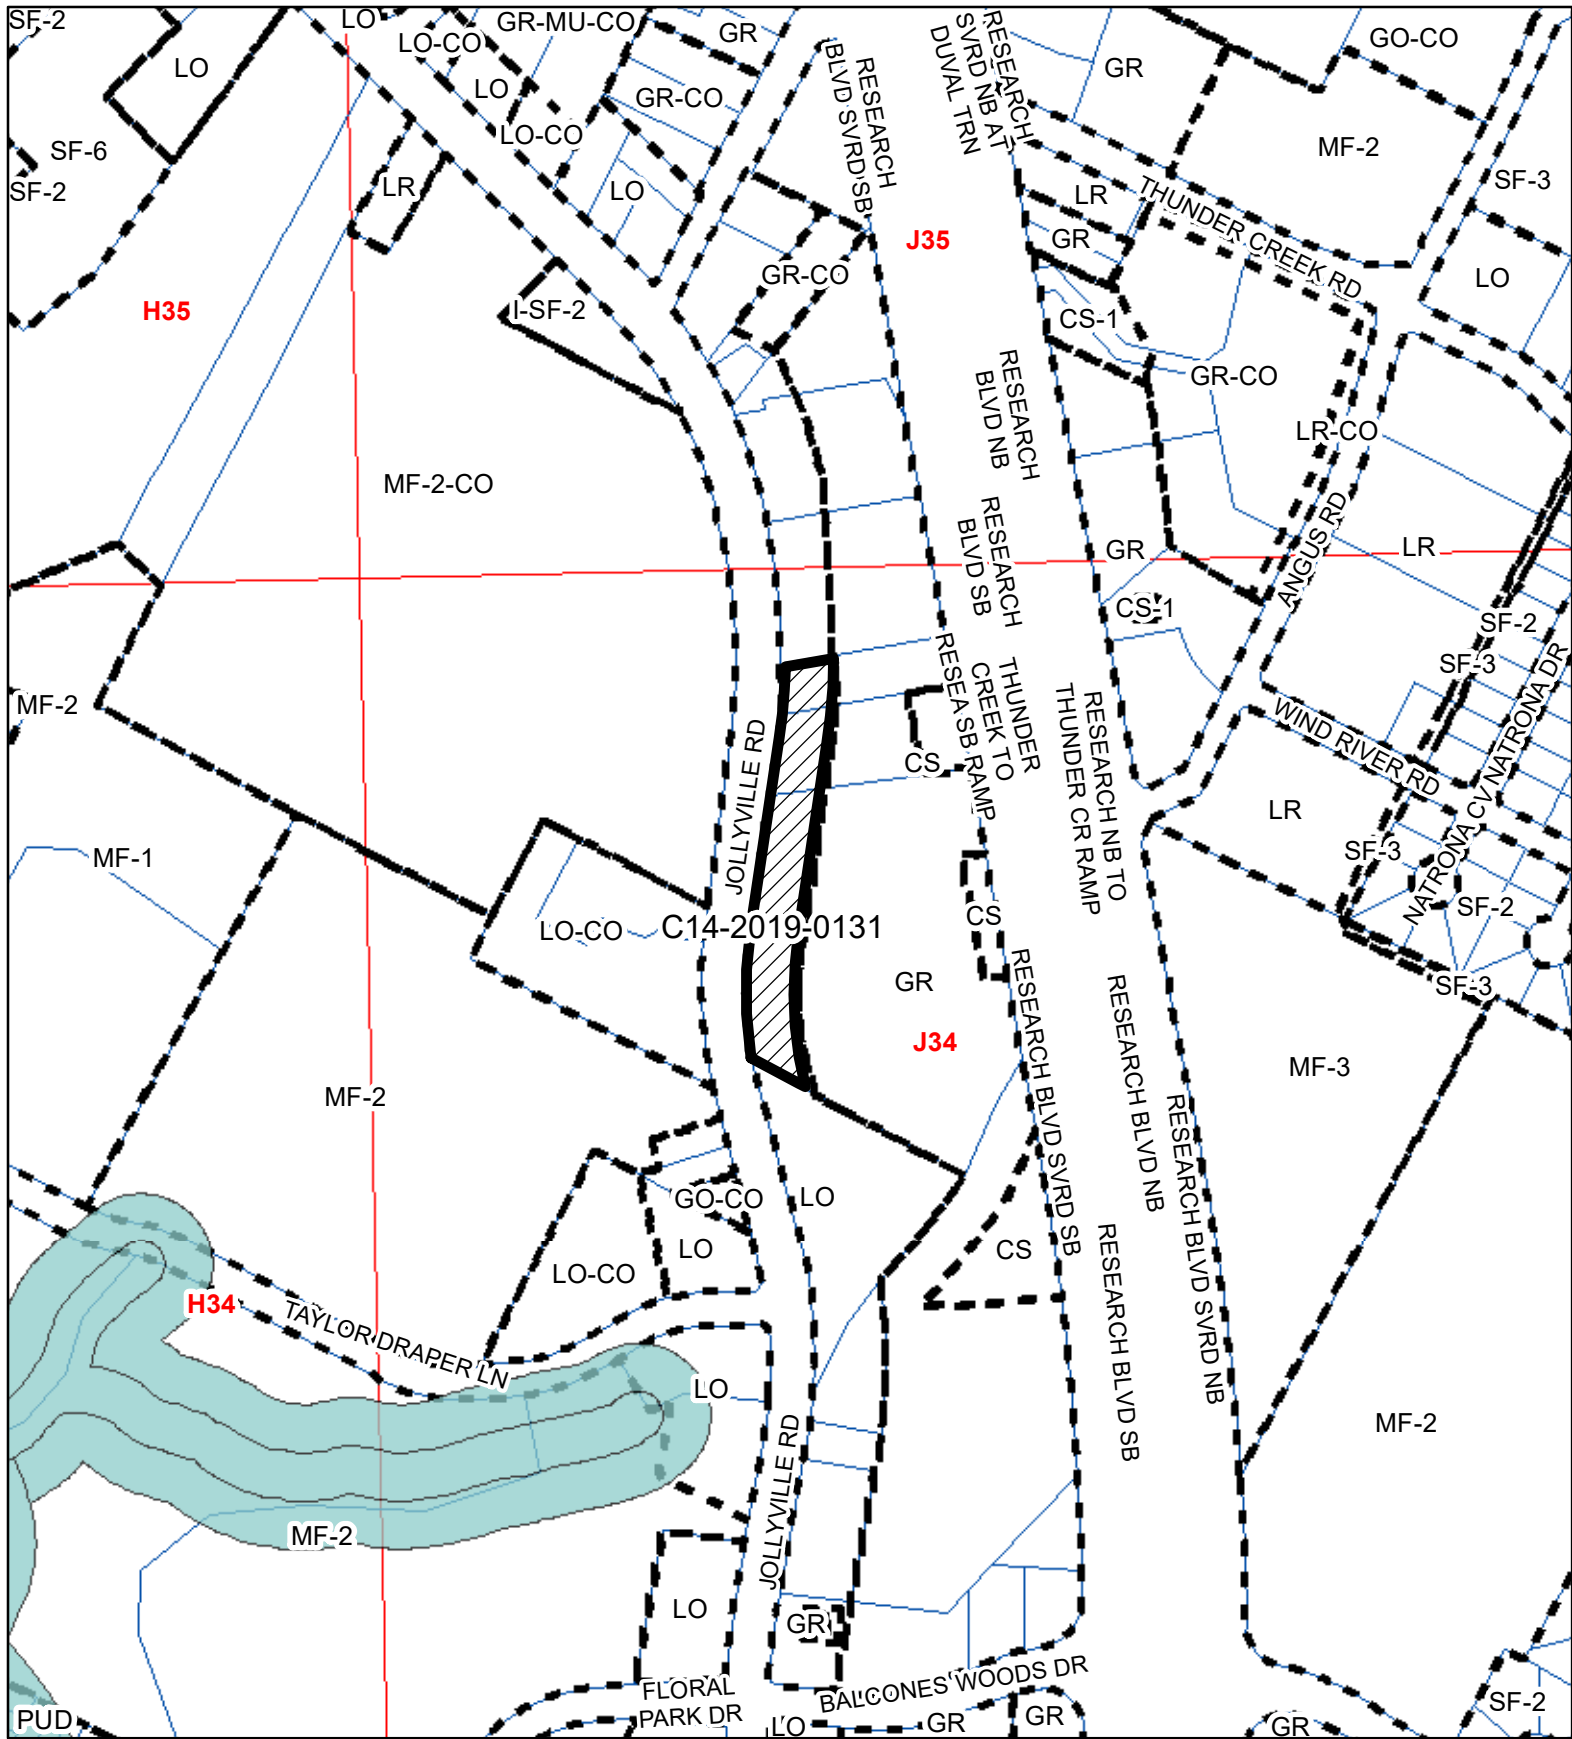 SF-2
LO
LO
LO-CO
GR-MU-CO
GR
LO
GR-CO
LO-CO
SF-6
SF-2
LR
LO
RESEARCH
BLVD SVRD SB
RESEARCH
SVRD NB AT
DUVAL TRN
GR
GO-CO
MF-2
SF-3
LR
THUNDER CREEK RD
GR
J35
LO
GR-CO
H35
I-SF-2
CS-1
GR-CO
RESEARCH
BLVD NB
LR-CO
MF-2-CO
RESEARCH
BLVD SB
GR
ANGUS RD
LR
CS-1
SF-2
SF-3
NATRONA DR
MF-2
RESEA SB RAMP
THUNDER
CREEK TO
RESEARCH NB TO
THUNDER CR RAMP
WIND RIVER RD
JOLLYVILLE RD
CS
LR
NATRONA CV
MF-1
SF-3
SF-2
LO-CO
C14-2019-0131
CS
GR
SF-3
J34
RESEARCH BLVD SVRD SB
RESEARCH BLVD NB
MF-3
MF-2
RESEARCH BLVD SVRD NB
GO-CO
LO
LO
CS
LO-CO
H34
TAYLOR DRAPER LN
RESEARCH BLVD SB
LO
MF-2
JOLLYVILLE RD
MF-2
LO
GR
FLORAL
PARK DR
BALCONES WOODS DR
PUD
LO
GR
GR
GR
SF-2